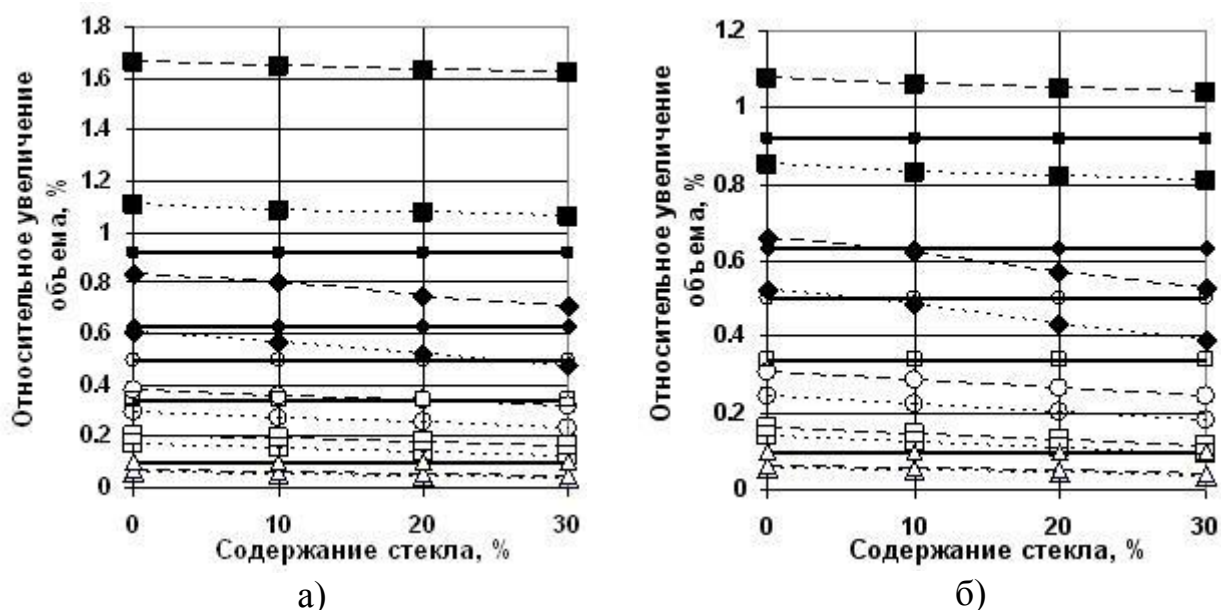 Относительное увеличение
объема, %
1.8
1.6
1.4
1.2
1
0.8
0.6
0.4
0.2
0
0 10 20 30
Содержание стекла, %
а)
Относительное увеличение
объема, %
1.2
1
0.8
0.6
0.4
0.2
0
0 10 20 30
Содержание стекла, %
б)